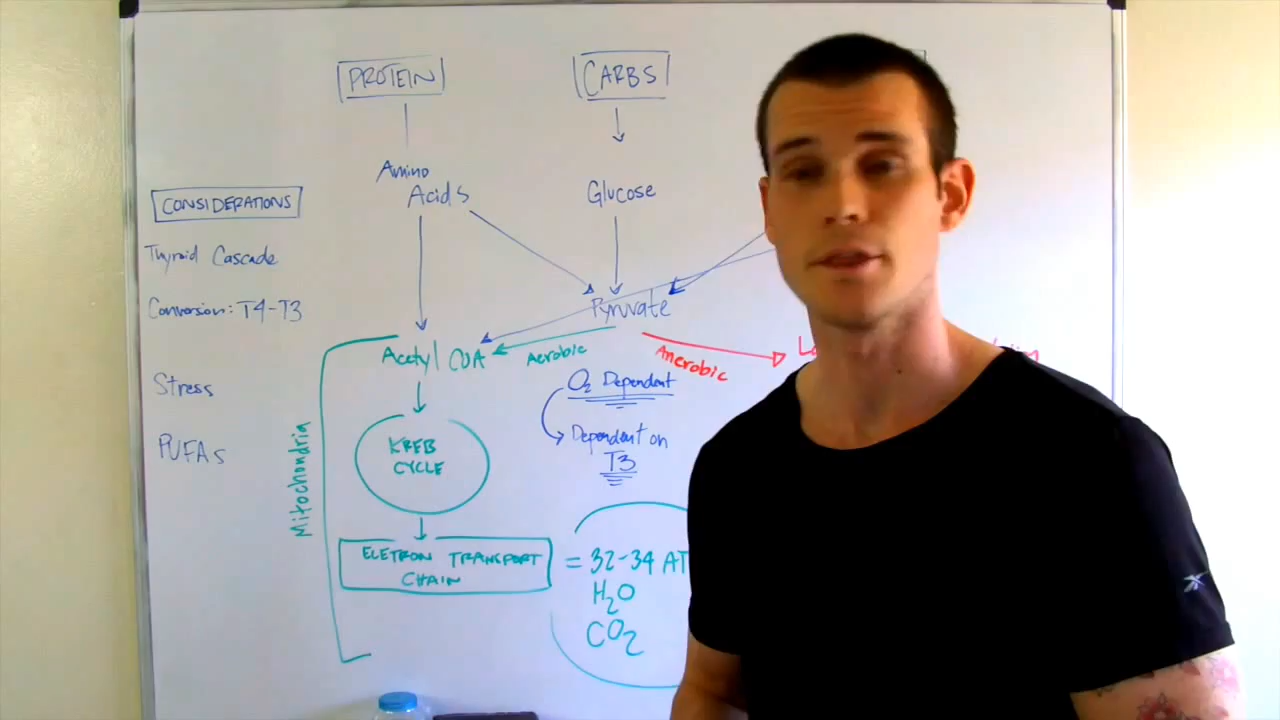 PROTEIN
CARBS
Amino
Acids
Glucose
CONSIDERATIONS
Thyroid Cascade
Conversion: T4-T3
Stress
PUFAs
Pyruvate
Acetyl COA
Aerobic
Anerobic
O2 Dependent
Dependent on
T3
Mitochondria
KREB
CYCLE
ELETRON TRANSPORT
CHAIN
= 32-34 AT
H2O
CO2